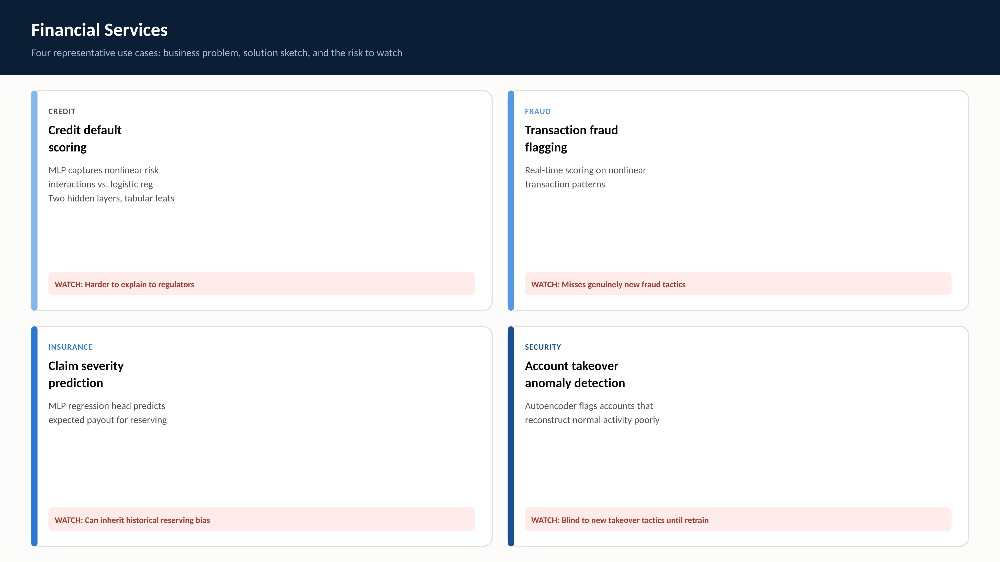 Financial Services
Four representative use cases: business problem, solution sketch, and the risk to watch
CREDIT
Credit default
scoring
MLP captures nonlinear risk
interactions vs. logistic reg
Two hidden layers, tabular feats
WATCH: Harder to explain to regulators
FRAUD
Transaction fraud
flagging
Real-time scoring on nonlinear
transaction patterns
WATCH: Misses genuinely new fraud tactics
INSURANCE
Claim severity
prediction
MLP regression head predicts
expected payout for reserving
WATCH: Can inherit historical reserving bias
SECURITY
Account takeover
anomaly detection
Autoencoder flags accounts that
reconstruct normal activity poorly
WATCH: Blind to new takeover tactics until retrain